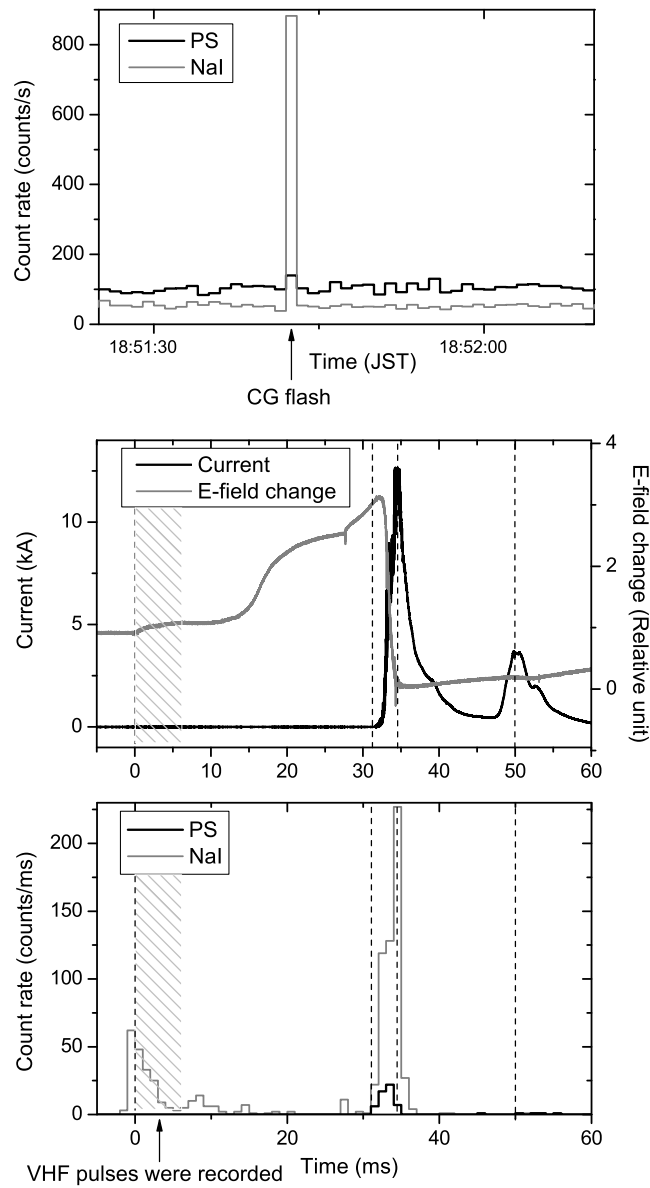 800
600
400
200
0
Count rate (counts/s)
PS
NaI
18:51:30
18:52:00
Time (JST)
CG flash
Current
E-field change
10
5
0
Current (kA)
4
2
0
E-field change (Relative unit)
0
10
20
30
40
50
60
PS
NaI
200
150
100
50
0
Count rate (counts/ms)
0
20
40
60
Time (ms)
VHF pulses were recorded